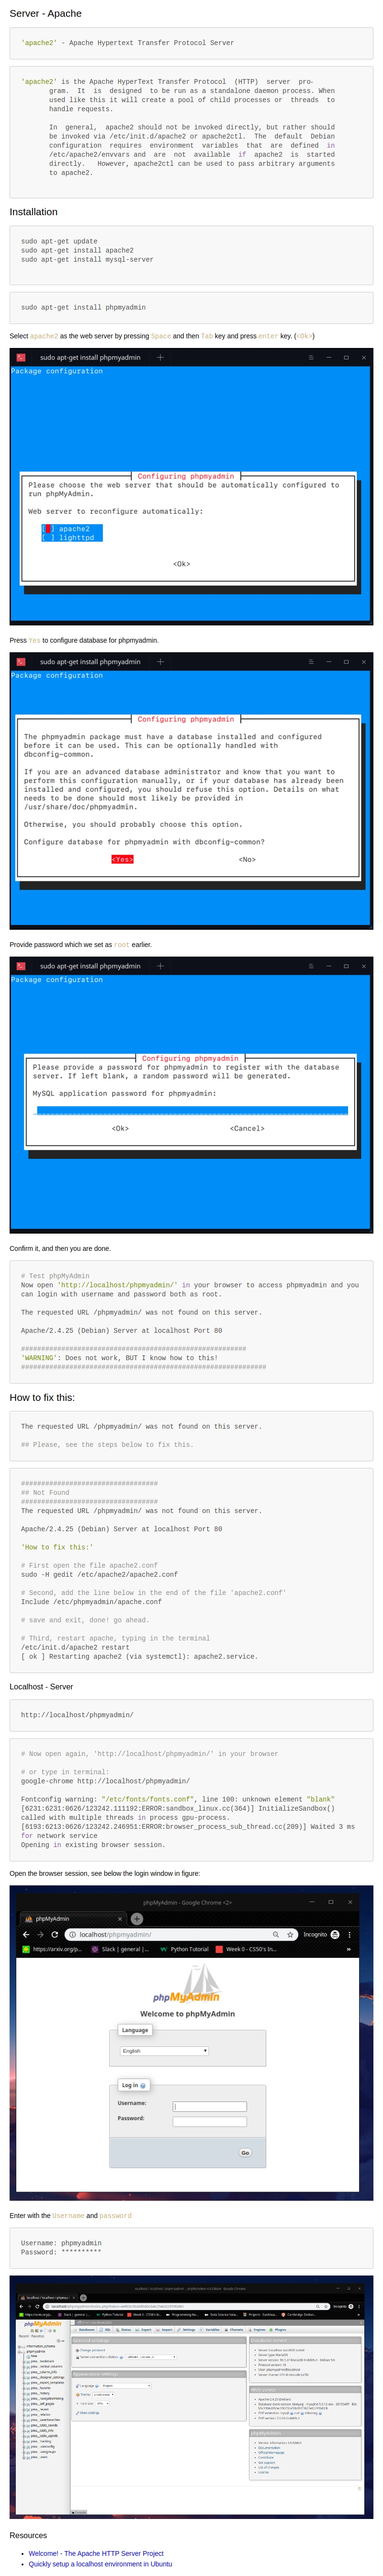 Server - Apache
'apache2' - Apache Hypertext Transfer Protocol Server
'apache2' is the Apache HyperText Transfer Protocol  (HTTP)  server  pro-
gram.  It  is  designed  to be run as a standalone daemon process. When
used like this it will create a pool of child processes or  threads  to
handle requests.
In  general,  apache2 should not be invoked directly, but rather should
be invoked via /etc/init.d/apache2 or apache2ctl.  The  default  Debian
configuration  requires  environment  variables  that  are  defined  in
/etc/apache2/envvars and  are  not  available  if  apache2  is  started
directly.   However, apache2ctl can be used to pass arbitrary arguments
to apache2.
Installation
sudo apt-get update
sudo apt-get install apache2
sudo apt-get install mysql-server
sudo apt-get install phpmyadmin
Select apache2 as the web server by pressing Space and then Tab key and press enter key. (<Ok>)
sudo apt-get install phpmyadmin
Package configuration
Configuring phpmyadmin
Please choose the web server that should be automatically configured to
run phpMyAdmin.
Web server to reconfigure automatically:
[ ] apache2
[ ] lighttpd
<Ok>
Press Yes to configure database for phpmyadmin.
sudo apt-get install phpmyadmin
Package configuration
Configuring phpmyadmin
The phpmyadmin package must have a database installed and configured
before it can be used. This can be optionally handled with
dbconfig-common.
If you are an advanced database administrator and know that you want to
perform this configuration manually, or if your database has already been
installed and configured, you should refuse this option. Details on what
needs to be done should most likely be provided in
/usr/share/doc/phpmyadmin.
Otherwise, you should probably choose this option.
Configure database for phpmyadmin with dbconfig-common?
<Yes> <No>
Provide password which we set as root earlier.
sudo apt-get install phpmyadmin
Package configuration
Configuring phpmyadmin
Please provide a password for phpmyadmin to register with the database
server. If left blank, a random password will be generated.
MySQL application password for phpmyadmin:
<Ok> <Cancel>
Confirm it, and then you are done.
# Test phpMyAdmin
Now open 'http://localhost/phpmyadmin/' in your browser to access phpmyadmin and you
can login with username and password both as root.
The requested URL /phpmyadmin/ was not found on this server.
Apache/2.4.25 (Debian) Server at localhost Port 80
########################################################
'WARNING': Does not work, BUT I know how to this!
#############################################################
How to fix this:
The requested URL /phpmyadmin/ was not found on this server.
## Please, see the steps below to fix this.
##################################
## Not Found
##################################
The requested URL /phpmyadmin/ was not found on this server.
Apache/2.4.25 (Debian) Server at localhost Port 80
'How to fix this:'
# First open the file apache2.conf
sudo -H gedit /etc/apache2/apache2.conf
# Second, add the line below in the end of the file 'apache2.conf'
Include /etc/phpmyadmin/apache.conf
# save and exit, done! go ahead.
# Third, restart apache, typing in the terminal
/etc/init.d/apache2 restart
[ ok ] Restarting apache2 (via systemctl): apache2.service.
Localhost - Server
http://localhost/phpmyadmin/
# Now open again, 'http://localhost/phpmyadmin/' in your browser
# or type in terminal:
google-chrome http://localhost/phpmyadmin/
Fontconfig warning: "/etc/fonts/fonts.conf", line 100: unknown element "blank"
[6231:6231:0626/123242.111192:ERROR:sandbox_linux.cc(364)] InitializeSandbox()
called with multiple threads in process gpu-process.
[6193:6213:0626/123242.246951:ERROR:browser_process_sub_thread.cc(209)] Waited 3 ms
for network service
Opening in existing browser session.
Open the browser session, see below the login window in figure:
phpMyAdmin - Google Chrome <2>
phpMyAdmin
localhost/phpmyadmin/ Incognito
https://arxiv.org/p... Slack | general |... Python Tutorial Week 0 - CS50's In... »
phpMyAdmin
Welcome to phpMyAdmin
Language
English
Log in
Username:
Password:
Go
Enter with the Username and password
Username: phpmyadmin
Password: **********
phpMyAdmin
Resources
Welcome! - The Apache HTTP Server Project
Quickly setup a localhost environment in Ubuntu